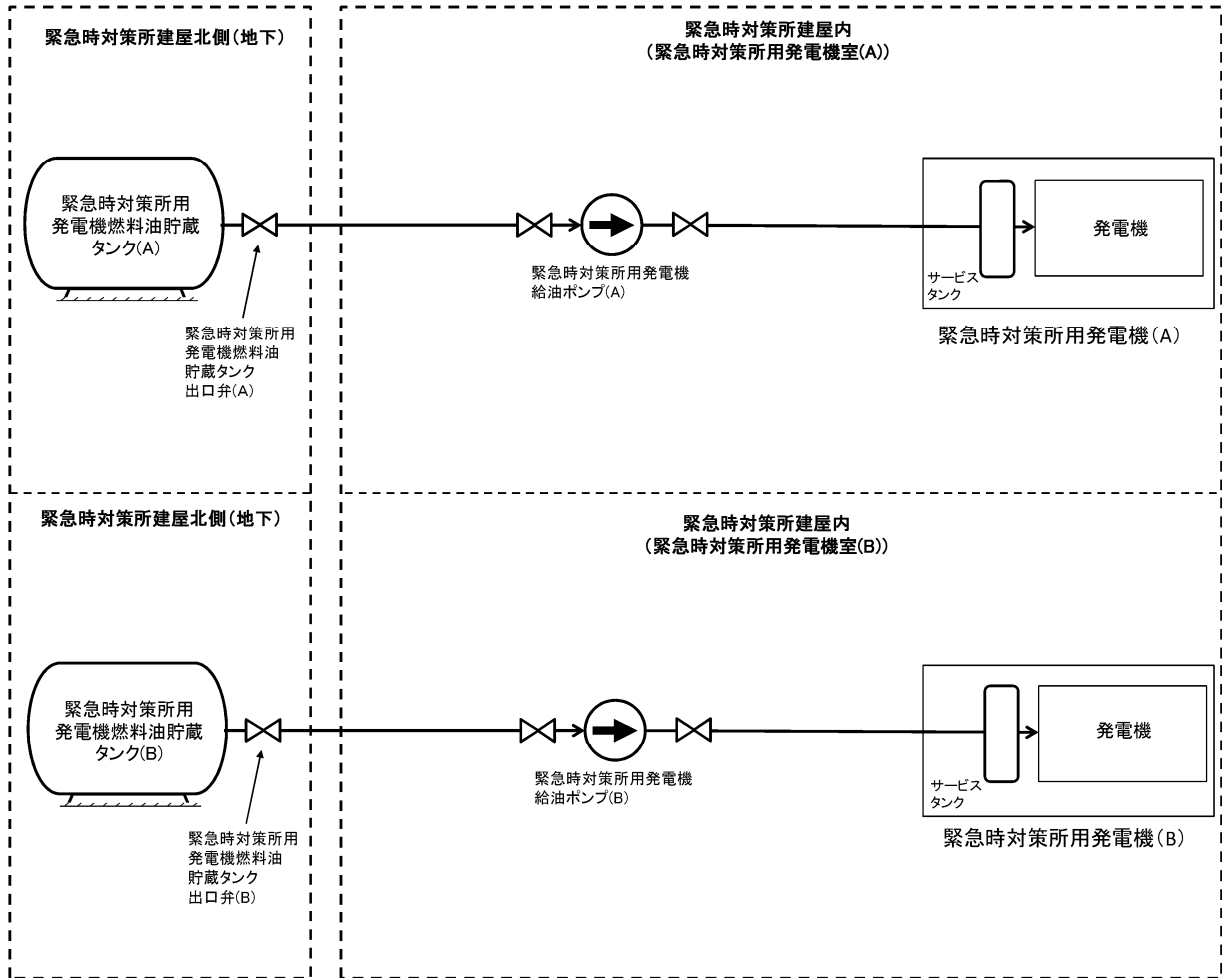 緊急時対策所建屋北側(地下)
緊急時対策所建屋内
(緊急時対策所用発電機室(A))
緊急時対策所用
発電機燃料油貯蔵
タンク(A)
緊急時対策所用
発電機燃料油
貯蔵タンク
出口弁(A)
緊急時対策所用発電機
給油ポンプ(A)
サービス
タンク
発電機
緊急時対策所用発電機(A)
緊急時対策所建屋北側(地下)
緊急時対策所建屋内
(緊急時対策所用発電機室(B))
緊急時対策所用
発電機燃料油貯蔵
タンク(B)
緊急時対策所用
発電機燃料油
貯蔵タンク
出口弁(B)
緊急時対策所用発電機
給油ポンプ(B)
サービス
タンク
発電機
緊急時対策所用発電機(B)